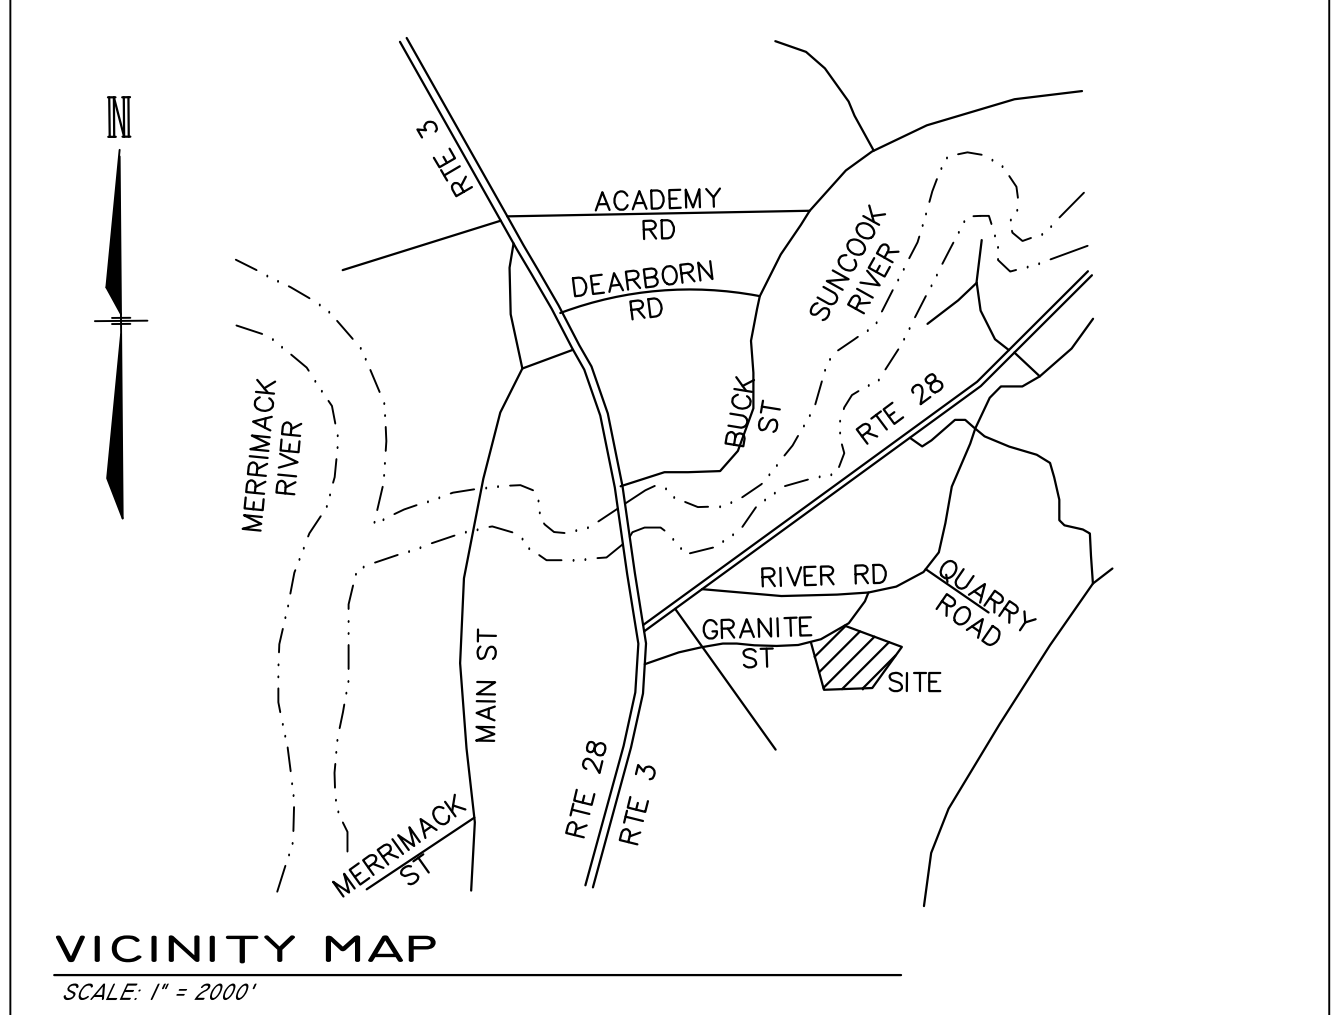 N
RTE 3
ACADEMY
RD
DEARBORN
RD
SUNCOOK
RIVER
MERRIMACK
RIVER
BUCK
ST
RTE 28
RIVER RD
QUARRY
ROAD
GRANITE
ST
SITE
MAIN ST
RTE 28
RTE 3
MERRIMACK
ST
VICINITY MAP
SCALE: 1" = 2000'